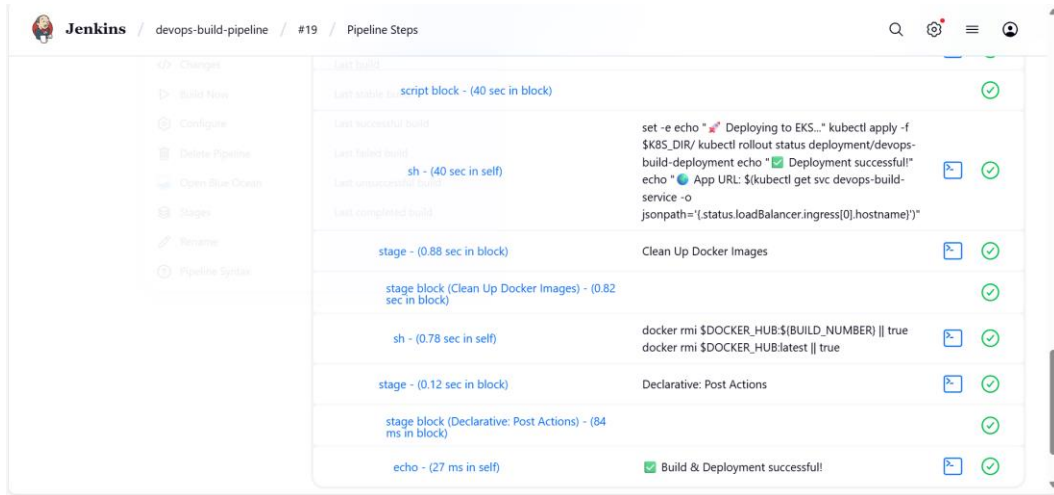 Jenkins / devops-build-pipeline / #19 / Pipeline Steps
Changes
Last build
Build Now
Last stable build
script block - (40 sec in block)
Configure
Last successful build
Delete Pipeline
Last failed build
Open Blue Ocean
Last unsuccessful build
Stages
Last completed build
Rename
Pipeline Syntax
sh - (40 sec in self)
set -e echo "🚀 Deploying to EKS..." kubectl apply -f
$K8S_DIR/ kubectl rollout status deployment/devops-
build-deployment echo "✅ Deployment successful!"
echo "🌍 App URL: $(kubectl get svc devops-build-
service -o
jsonpath='{.status.loadBalancer.ingress[0].hostname}')"
stage - (0.88 sec in block)
Clean Up Docker Images
stage block (Clean Up Docker Images) - (0.82
sec in block)
sh - (0.78 sec in self)
docker rmi $DOCKER_HUB:${BUILD_NUMBER} || true
docker rmi $DOCKER_HUB:latest || true
stage - (0.12 sec in block)
Declarative: Post Actions
stage block (Declarative: Post Actions) - (84
ms in block)
echo - (27 ms in self)
✅ Build & Deployment successful!